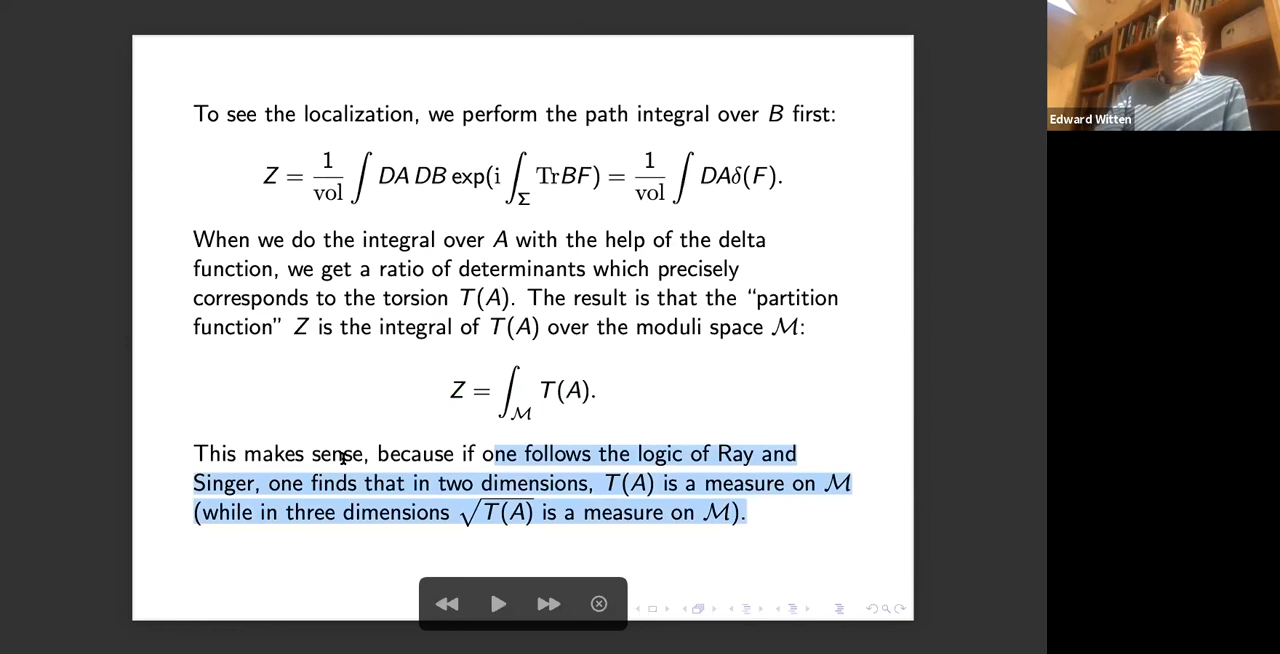 To see the localization, we perform the path integral over B first:
Z = 1/vol ∫ DA DB exp(i ∫_Σ TrBF) = 1/vol ∫ DAδ(F).
When we do the integral over A with the help of the delta
function, we get a ratio of determinants which precisely
corresponds to the torsion T(A). The result is that the “partition
function” Z is the integral of T(A) over the moduli space ℳ:
Z = ∫_ℳ T(A).
This makes sense, because if one follows the logic of Ray and
Singer, one finds that in two dimensions, T(A) is a measure on ℳ
(while in three dimensions √T(A) is a measure on ℳ).
Edward Witten